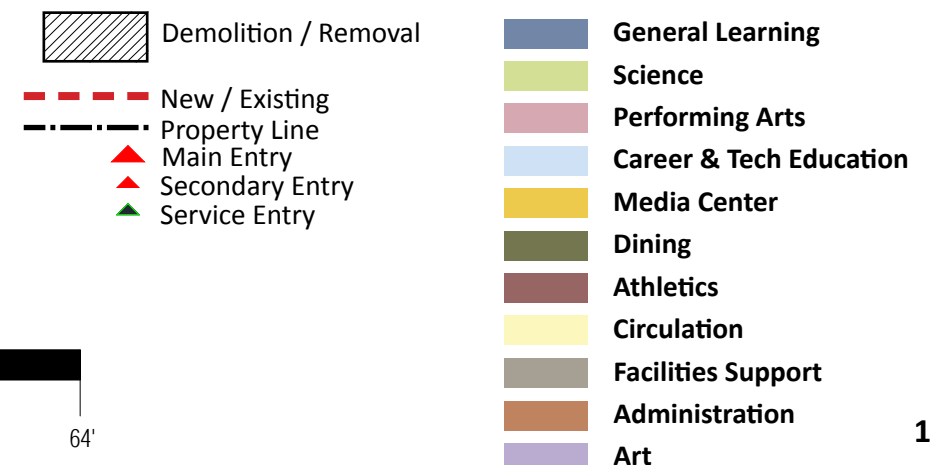 Demolition / Removal
New / Existing
Property Line
Main Entry
Secondary Entry
Service Entry
64'
General Learning
Science
Performing Arts
Career & Tech Education
Media Center
Dining
Athletics
Circulation
Facilities Support
Administration
Art
1